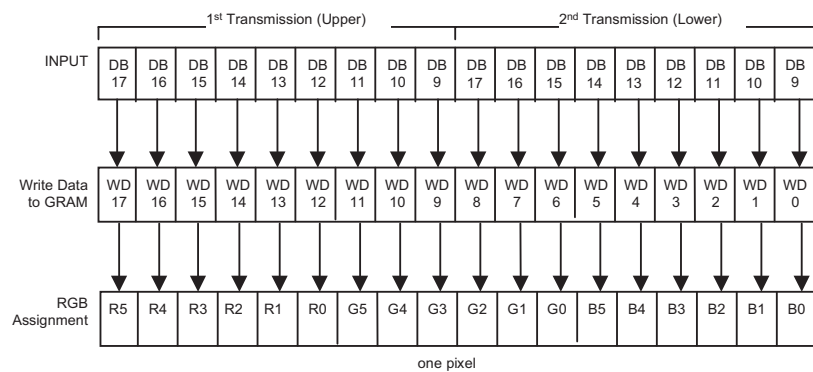 1st Transmission (Upper) 2nd Transmission (Lower)
INPUT DB 17 DB 16 DB 15 DB 14 DB 13 DB 12 DB 11 DB 10 DB 9 DB 17 DB 16 DB 15 DB 14 DB 13 DB 12 DB 11 DB 10 DB 9
Write Data to GRAM WD 17 WD 16 WD 15 WD 14 WD 13 WD 12 WD 11 WD 10 WD 9 WD 8 WD 7 WD 6 WD 5 WD 4 WD 3 WD 2 WD 1 WD 0
RGB Assignment R5 R4 R3 R2 R1 R0 G5 G4 G3 G2 G1 G0 B5 B4 B3 B2 B1 B0
one pixel